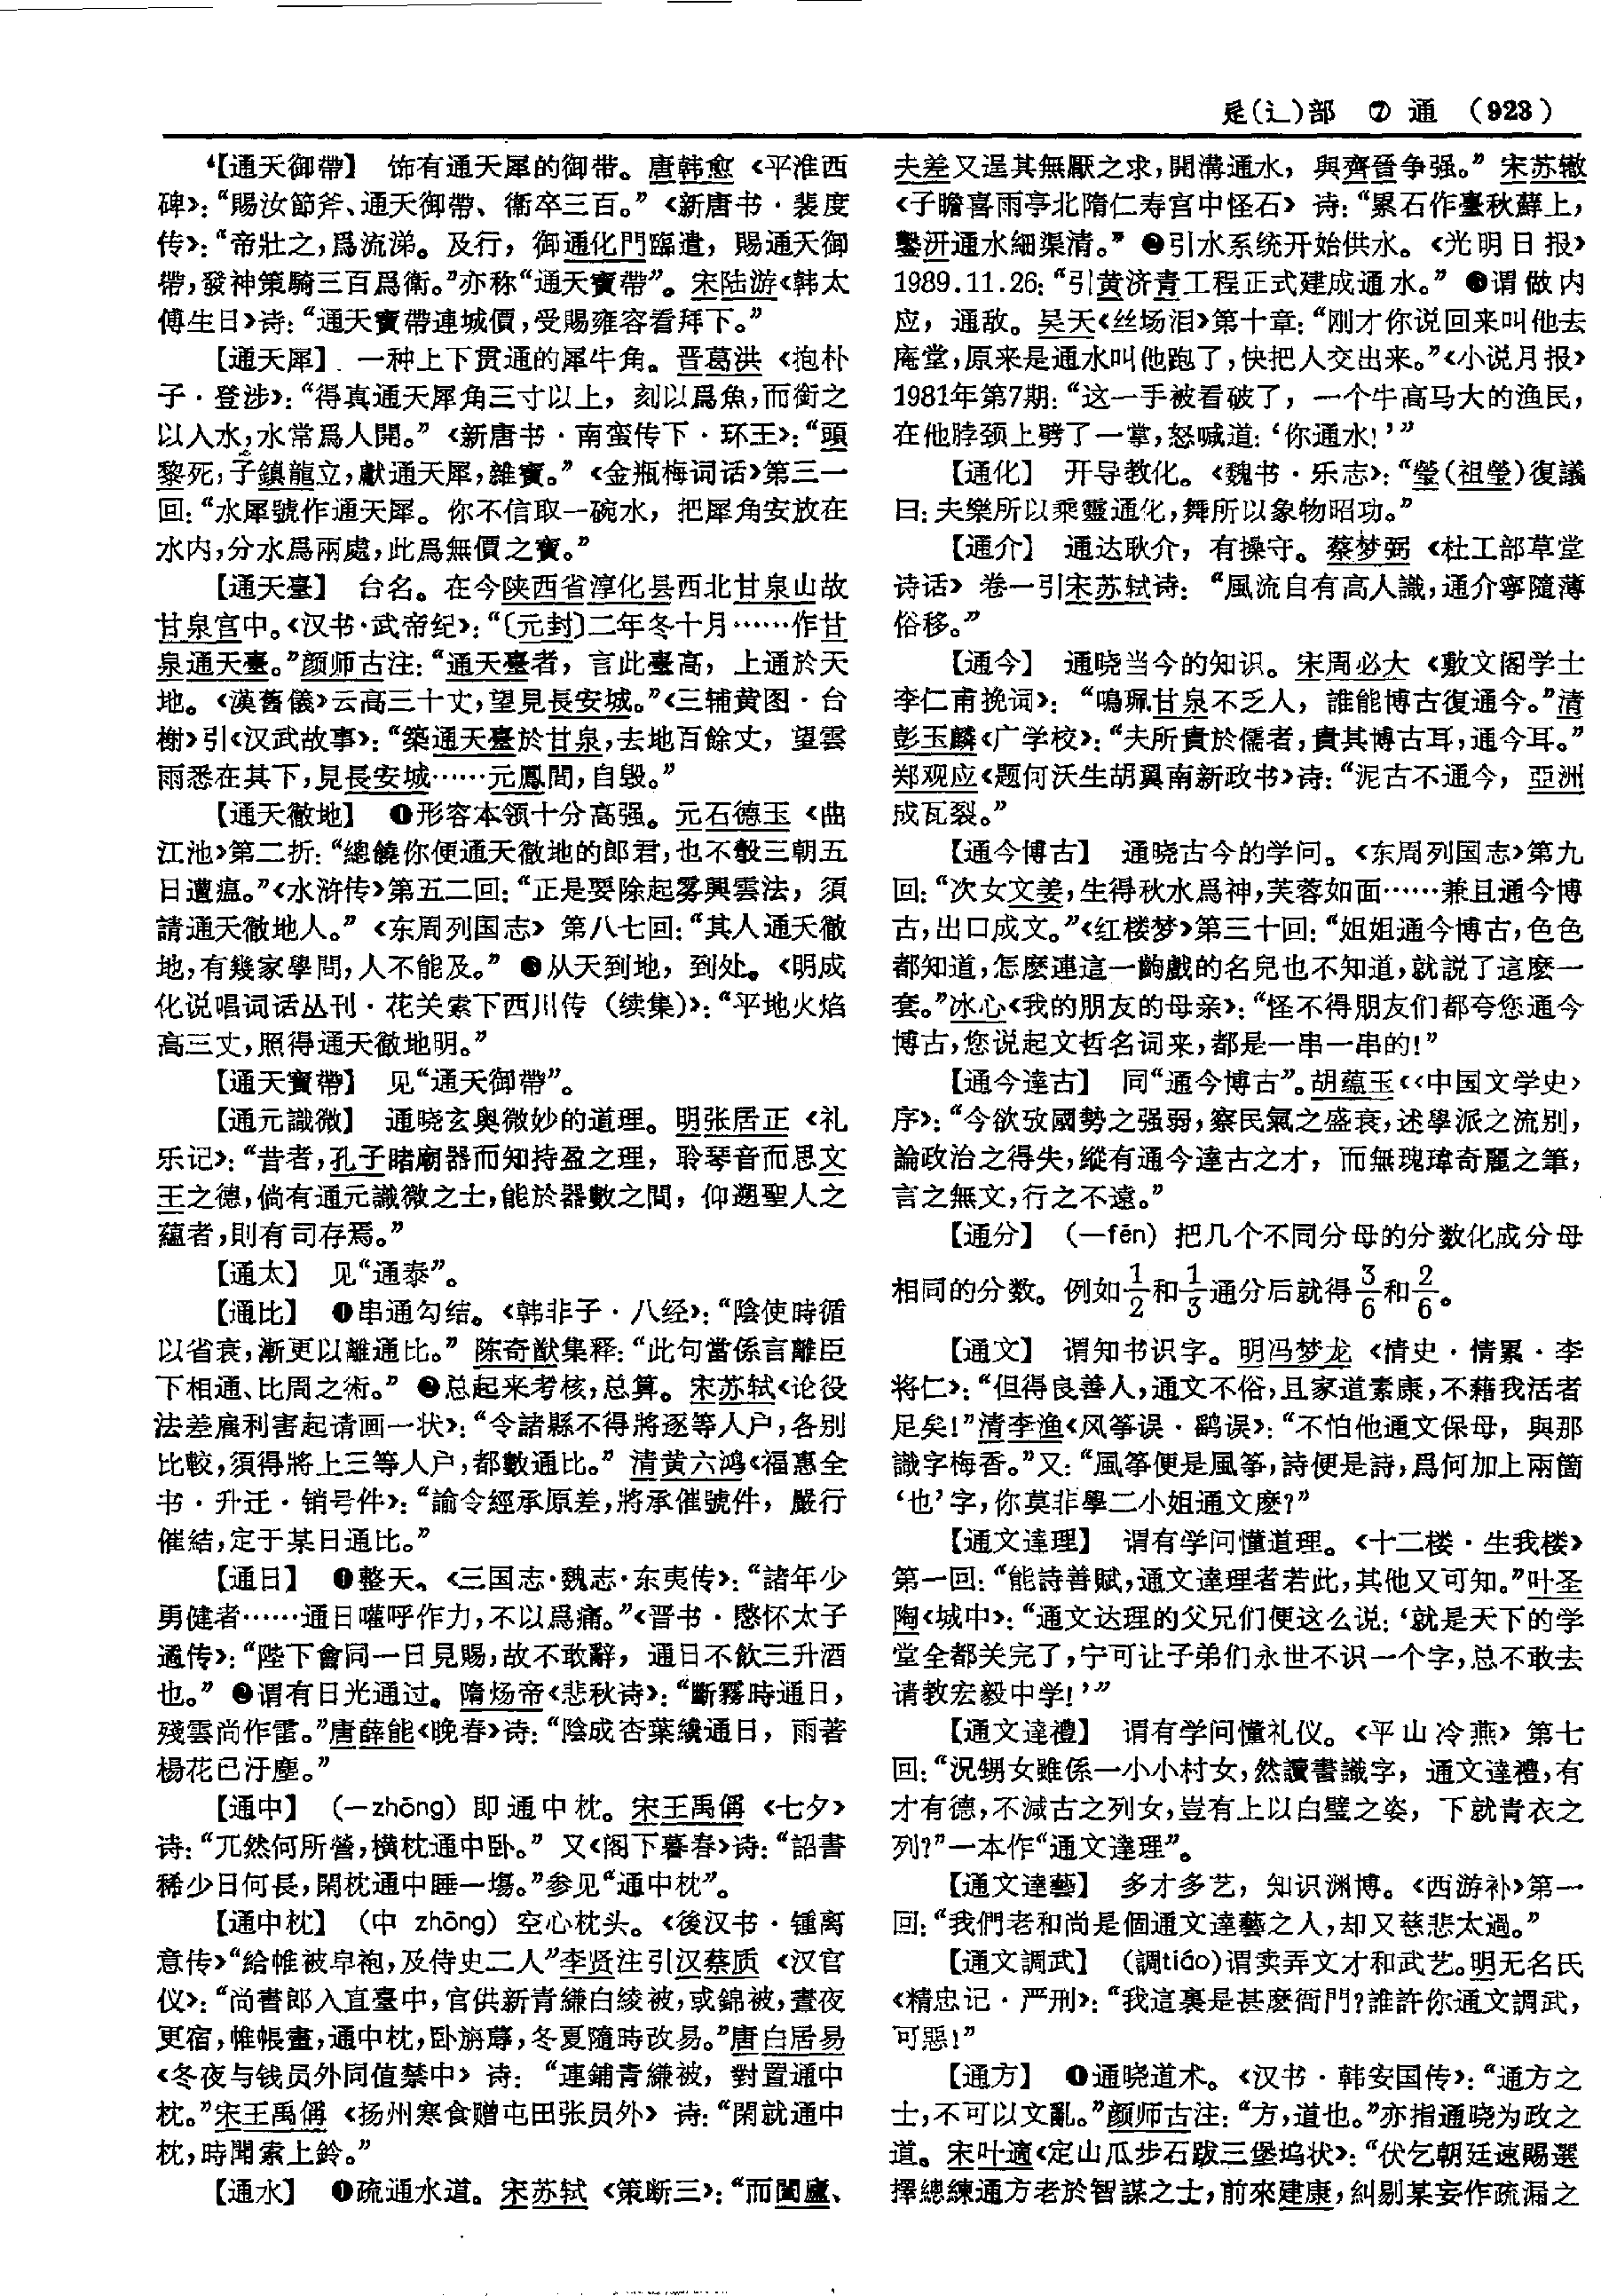 辵(辶)部　⑦　通　(923)
【通天御帶】　饰有通天犀的御带。唐韩愈《平淮西
碑》：“賜汝節斧、通天御帶、衞卒三百。”《新唐书·裴度
传》：“帝壯之，爲流涕。及行，御通化門臨遣，賜通天御
帶，發神策騎三百爲衛。”亦称“通天寳帶”。宋陆游《韩太
傅生日》诗：“通天寳帶連城價，受賜雍容看拜下。”
【通天犀】　一种上下贯通的犀牛角。晋葛洪《抱朴
子·登涉》：“得真通天犀角三寸以上，刻以爲魚，而銜之
以入水，水常爲人開。”《新唐书·南蛮传下·环王》：“頭
黎死，子鎮龍立，獻通天犀，雜寳。”《金瓶梅词话》第三一
回：“水犀號作通天犀。你不信取一碗水，把犀角安放在
水内，分水爲兩處，此爲無價之寳。”
【通天臺】　台名。在今陕西省淳化县西北甘泉山故
甘泉宫中。《汉书·武帝纪》：“〔元封〕二年冬十月……作甘
泉通天臺。”颜师古注：“通天臺者，言此臺高，上通於天
地。《漢舊儀》云高三十丈，望見長安城。”《三辅黄图·台
榭》引《汉武故事》：“築通天臺於甘泉，去地百餘丈，望雲
雨悉在其下，見長安城……元鳳間，自毁。”
【通天徹地】　❶形容本领十分高强。元石德玉《曲
江池》第二折：“總饒你便通天徹地的郎君，也不彀三朝五
日遭瘟。”《水浒传》第五二回：“正是要除起雾興雲法，須
請通天徹地人。”《东周列国志》第八七回：“其人通天徹
地，有幾家學問，人不能及。”❷从天到地，到处。《明成
化说唱词话丛刊·花关索下西川传（续集）》：“平地火焰
高三丈，照得通天徹地明。”
【通天寳帶】　见“通天御帶”。
【通元識微】　通晓玄奥微妙的道理。明张居正《礼
乐记》：“昔者，孔子睹廟器而知持盈之理，聆琴音而思文
王之德，倘有通元識微之士，能於器數之間，仰遡聖人之
蘊者，則有司存焉。”
【通太】　见“通泰”。
【通比】　❶串通勾结。《韩非子·八经》：“陰使時循
以省衰，漸更以離通比。”陈奇猷集释：“此句當係言離臣
下相通、比周之術。”❷总起来考核，总算。宋苏轼《论役
法差雇利害起请画一状》：“令諸縣不得將逐等人户，各别
比較，須得將上三等人户，都數通比。”清黄六鸿《福惠全
书·升迁·销号件》：“諭令經承原差，將承催號件，嚴行
催結，定于某日通比。”
【通日】　❶整天。《三国志·魏志·东夷传》：“諸年少
勇健者……通日嚾呼作力，不以爲痛。”《晋书·愍怀太子
遹传》：“陛下會同一日見賜，故不敢辭，通日不飲三升酒
也。”❷谓有日光通过。隋炀帝《悲秋诗》：“斷霧時通日，
殘雲尚作雷。”唐薛能《晚春》诗：“陰成杏葉纔通日，雨著
楊花已汙塵。”
【通中】　（—zhōng）即通中枕。宋王禹偁《七夕》
诗：“兀然何所營，横枕通中卧。”又《阁下暮春》诗：“詔書
稀少日何長，閑枕通中睡一場。”参见“通中枕”。
【通中枕】　（中 zhōng）空心枕头。《後汉书·锺离
意传》“給帷被皁袍，及侍史二人”李贤注引汉蔡质《汉官
仪》：“尚書郎入直臺中，官供新青縑白綾被，或錦被，晝夜
更宿，帷帳畫，通中枕，卧旃蓐，冬夏隨時改易。”唐白居易
《冬夜与钱员外同值禁中》诗：“連鋪青縑被，對置通中
枕。”宋王禹偁《扬州寒食赠屯田张员外》诗：“閑就通中
枕，時聞索上鈴。”
【通水】　❶疏通水道。宋苏轼《策断三》：“而闔廬、
夫差又逞其無厭之求，開溝通水，與齊晉争强。”宋苏辙
《子瞻喜雨亭北隋仁寿宫中怪石》诗：“累石作臺秋蘚上，
鑿汧通水細渠清。”❷引水系统开始供水。《光明日报》
1989.11.26：“引黄济青工程正式建成通水。”❸谓做内
应，通敌。吴天《丝场泪》第十章：“刚才你说回来叫他去
庵堂，原来是通水叫他跑了，快把人交出来。”《小说月报》
1981年第7期：“这一手被看破了，一个牛高马大的渔民，
在他脖颈上劈了一掌，怒喊道：‘你通水！’”
【通化】　开导教化。《魏书·乐志》：“瑩（祖瑩）復議
曰：夫樂所以乘靈通化，舞所以象物昭功。”
【通介】　通达耿介，有操守。蔡梦弼《杜工部草堂
诗话》卷一引宋苏轼诗：“風流自有高人識，通介寧隨薄
俗移。”
【通今】　通晓当今的知识。宋周必大《敷文阁学士
李仁甫挽词》：“鳴珮甘泉不乏人，誰能博古復通今。”清
彭玉麟《广学校》：“夫所貴於儒者，貴其博古耳，通今耳。”
郑观应《题何沃生胡翼南新政书》诗：“泥古不通今，亞洲
成瓦裂。”
【通今博古】　通晓古今的学问。《东周列国志》第九
回：“次女文姜，生得秋水爲神，芙蓉如面……兼且通今博
古，出口成文。”《红楼梦》第三十回：“姐姐通今博古，色色
都知道，怎麽連這一齣戲的名兒也不知道，就説了這麽一
套。”冰心《我的朋友的母亲》：“怪不得朋友们都夸您通今
博古，您说起文哲名词来，都是一串一串的！”
【通今達古】　同“通今博古”。胡蕴玉《〈中国文学史〉
序》：“今欲攷國勢之强弱，察民氣之盛衰，述學派之流别，
論政治之得失，縱有通今達古之才，而無瑰瑋奇麗之筆，
言之無文，行之不遠。”
【通分】　（—fēn）把几个不同分母的分数化成分母
相同的分数。例如1/2和1/3通分后就得3/6和2/6。
【通文】　谓知书识字。明冯梦龙《情史·情累·李
将仁》：“但得良善人，通文不俗，且家道素康，不藉我活者
足矣！”清李渔《风筝误·鹞误》：“不怕他通文保母，與那
識字梅香。”又：“風筝便是風筝，詩便是詩，爲何加上兩箇
‘也’字，你莫非學二小姐通文麽？”
【通文達理】　谓有学问懂道理。《十二楼·生我楼》
第一回：“能詩善賦，通文達理者若此，其他又可知。”叶圣
陶《城中》：“通文达理的父兄们便这么说：‘就是天下的学
堂全都关完了，宁可让子弟们永世不识一个字，总不敢去
请教宏毅中学！’”
【通文達禮】　谓有学问懂礼仪。《平山冷燕》第七
回：“況甥女雖係一小小村女，然讀書識字，通文達禮，有
才有德，不減古之列女，豈有上以白璧之姿，下就青衣之
列？”一本作“通文達理”。
【通文達藝】　多才多艺，知识渊博。《西游补》第一
回：“我們老和尚是個通文達藝之人，却又慈悲太過。”
【通文調武】　（調tiáo）谓卖弄文才和武艺。明无名氏
《精忠记·严刑》：“我這裏是甚麽衙門？誰許你通文調武，
可惡！”
【通方】　❶通晓道术。《汉书·韩安国传》：“通方之
士，不可以文亂。”颜师古注：“方，道也。”亦指通晓为政之
道。宋叶適《定山瓜步石跋三堡坞状》：“伏乞朝廷速賜選
擇總練通方老於智謀之士，前來建康，糾剔某妄作疏漏之